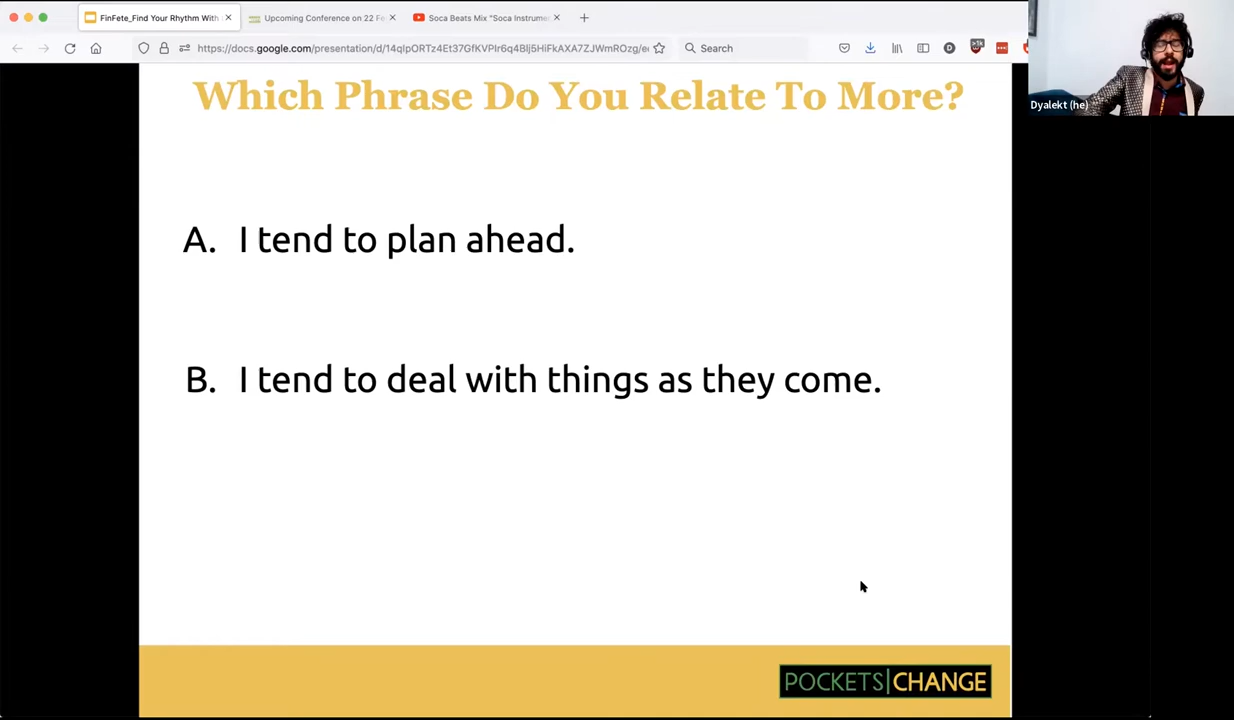 FinFete_Find Your Rhythm With
Upcoming Conference on 22 Fe
Soca Beats Mix "Soca Instrume
https://docs.google.com/presentation/d/
Search
D
>1k
Dyalekt (he)
Which Phrase Do You Relate To More?
A. I tend to plan ahead.
B. I tend to deal with things as they come.
POCKETS|CHANGE